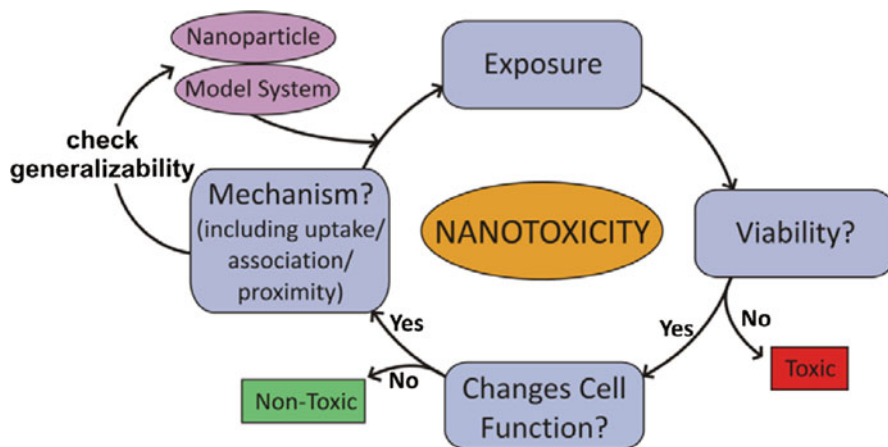 Nanoparticle
Model System
Exposure
check
generalizability
Mechanism?
(including uptake/
association/
proximity)
NANOTOXICITY
Viability?
Yes
No
Yes
No
Toxic
Non-Toxic
Changes Cell
Function?